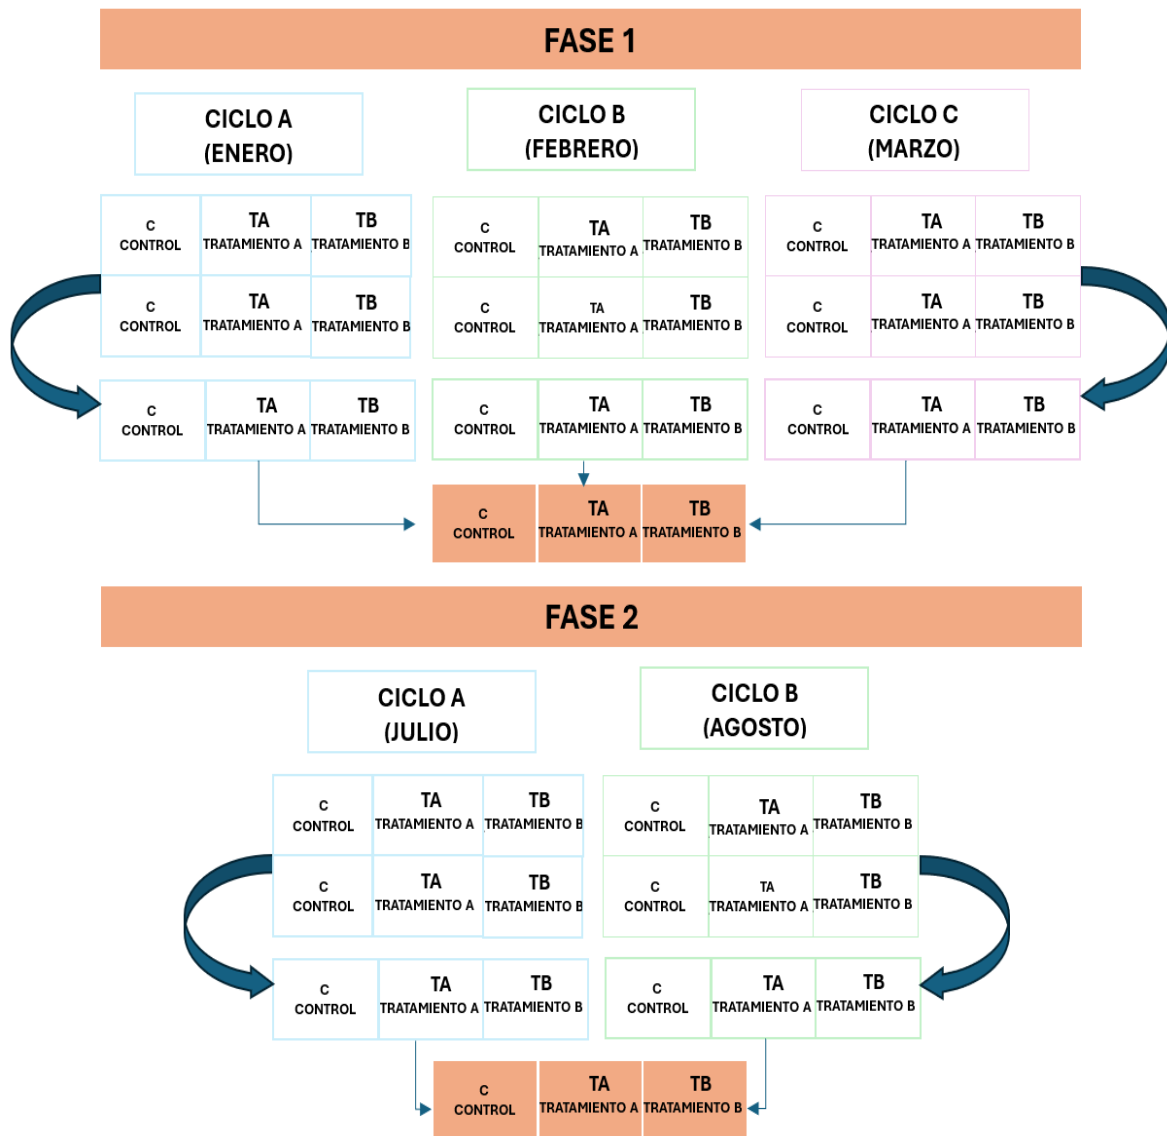 FASE 1
CICLO A
(ENERO)
CICLO B
(FEBRERO)
CICLO C
(MARZO)
C
CONTROL
TA
TRATAMIENTO A
TB
TRATAMIENTO B
C
CONTROL
TA
TRATAMIENTO A
TB
TRATAMIENTO B
C
CONTROL
TA
TRATAMIENTO A
TB
TRATAMIENTO B
C
CONTROL
TA
TRATAMIENTO A
TB
TRATAMIENTO B
C
CONTROL
TA
TRATAMIENTO A
TB
TRATAMIENTO B
C
CONTROL
TA
TRATAMIENTO A
TB
TRATAMIENTO B
C
CONTROL
TA
TRATAMIENTO A
TB
TRATAMIENTO B
C
CONTROL
TA
TRATAMIENTO A
TB
TRATAMIENTO B
C
CONTROL
TA
TRATAMIENTO A
TB
TRATAMIENTO B
C
CONTROL
TA
TRATAMIENTO A
TB
TRATAMIENTO B
FASE 2
CICLO A
(JULIO)
CICLO B
(AGOSTO)
C
CONTROL
TA
TRATAMIENTO A
TB
TRATAMIENTO B
C
CONTROL
TA
TRATAMIENTO A
TB
TRATAMIENTO B
C
CONTROL
TA
TRATAMIENTO A
TB
TRATAMIENTO B
C
CONTROL
TA
TRATAMIENTO A
TB
TRATAMIENTO B
C
CONTROL
TA
TRATAMIENTO A
TB
TRATAMIENTO B
C
CONTROL
TA
TRATAMIENTO A
TB
TRATAMIENTO B
C
CONTROL
TA
TRATAMIENTO A
TB
TRATAMIENTO B